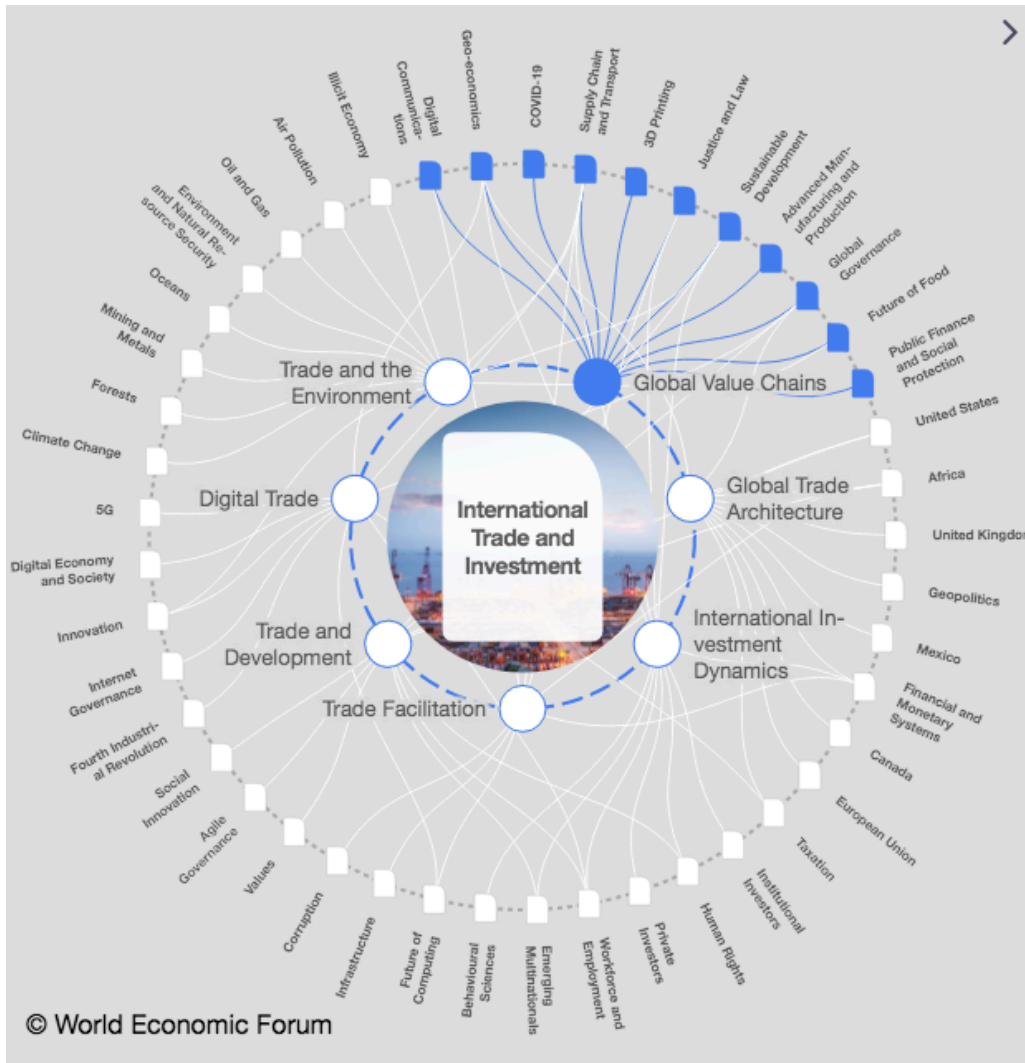 Illicit Economy
Digital
Communica-
tions
Geo-economics
COVID-19
Supply Chain
and Transport
3D Printing
Justice and Law
Sustainable
Development
Advanced Man-
ufacturing and
Production
Global
Governance
Future of Food
Public Finance
and Social
Protection
United States
Africa
United Kingdom
Geopolitics
Mexico
Financial and
Monetary
Systems
Canada
European Union
Taxation
Institutional
Investors
Human Rights
Private
Investors
Workforce and
Employment
Emerging
Multinationals
Behavioural
Sciences
Future of
Computing
Infrastructure
Corruption
Values
Agile
Governance
Social
Innovation
Fourth Industri-
al Revolution
Internet
Governance
Innovation
Digital Economy
and Society
5G
Climate Change
Forests
Mining and
Metals
Oceans
Environment
and Natural Re-
source Security
Oil and Gas
Air Pollution
Trade and the
Environment
Global Value Chains
Digital Trade
Global Trade
Architecture
International
Trade and
Investment
Trade and
Development
International In-
vestment
Dynamics
Trade Facilitation
© World Economic Forum